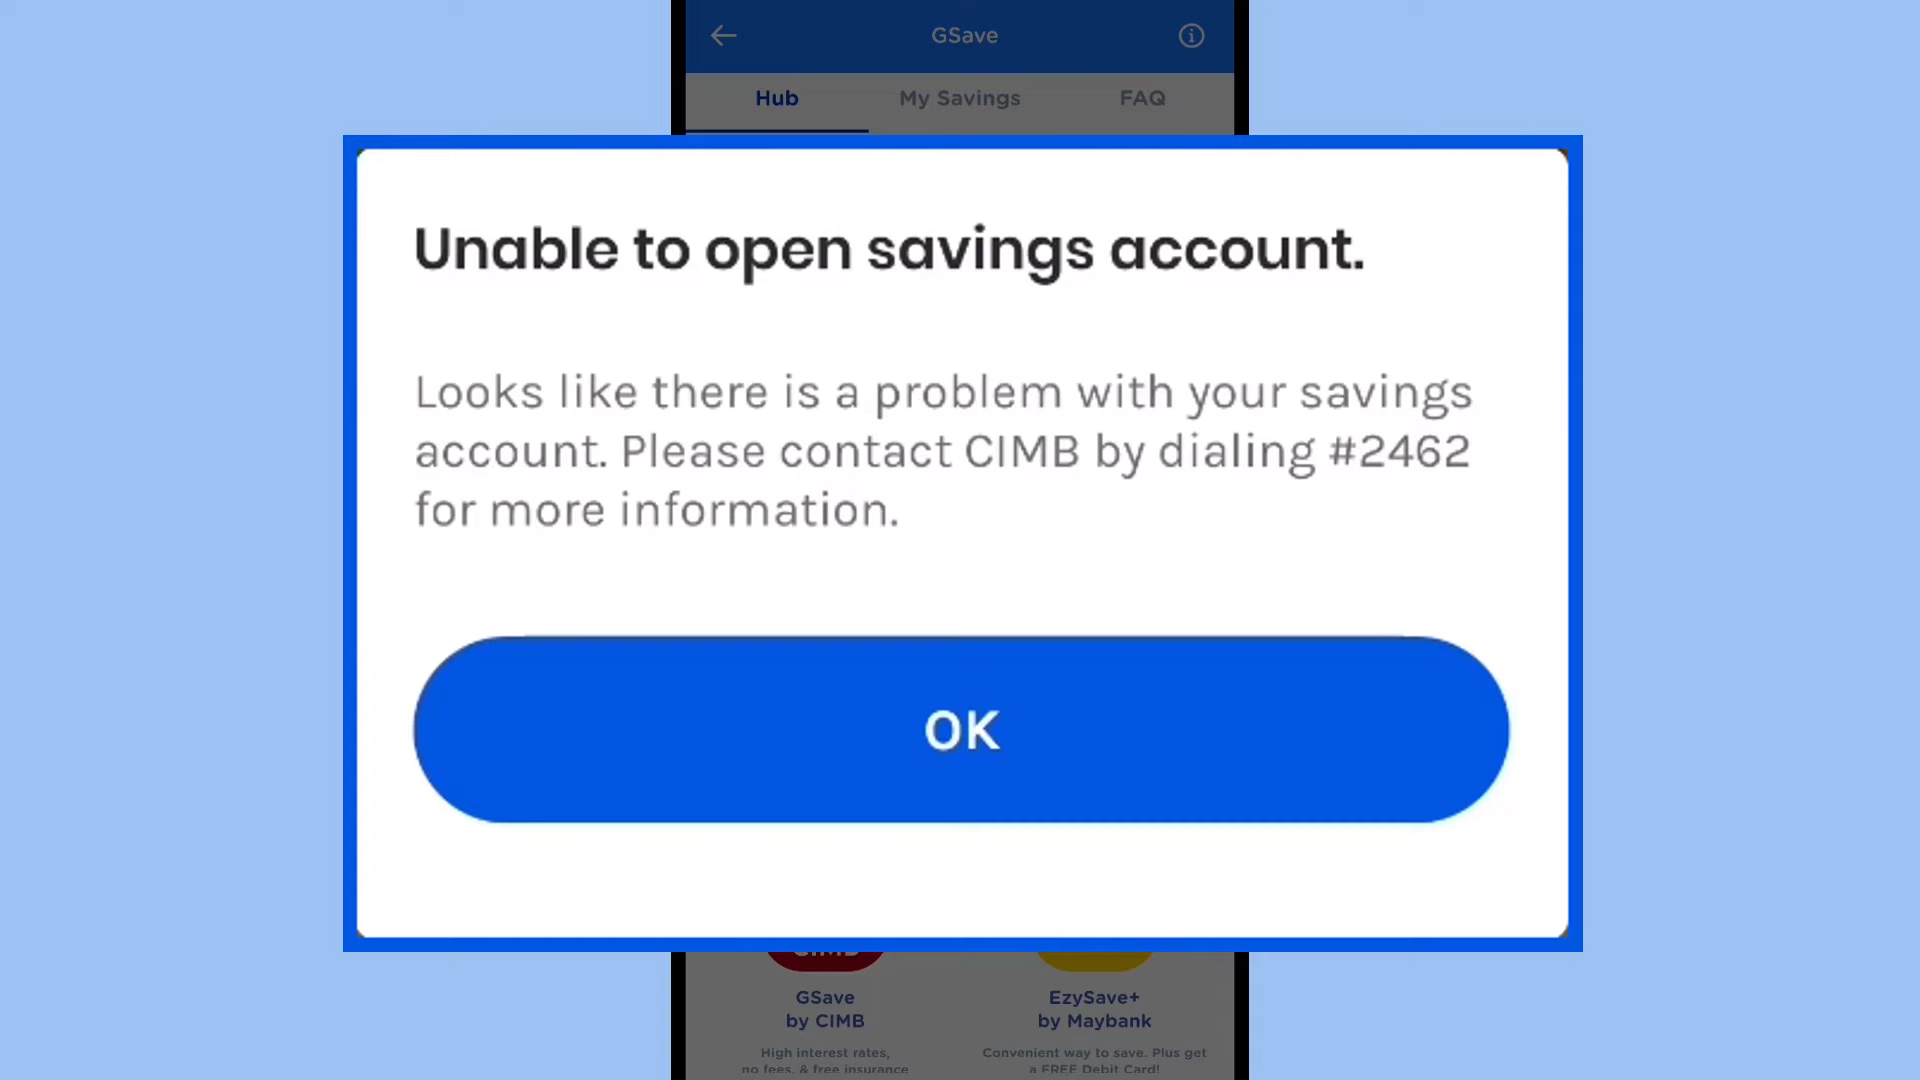 GSave
Hub My Savings FAQ
Unable to open savings account.
Looks like there is a problem with your savings
account. Please contact CIMB by dialing #2462
for more information.
OK
CIMB
GSave
by CIMB
EzySave+
by Maybank
High interest rates,
no fees, & free insurance
Convenient way to save. Plus get
a FREE Debit Card!